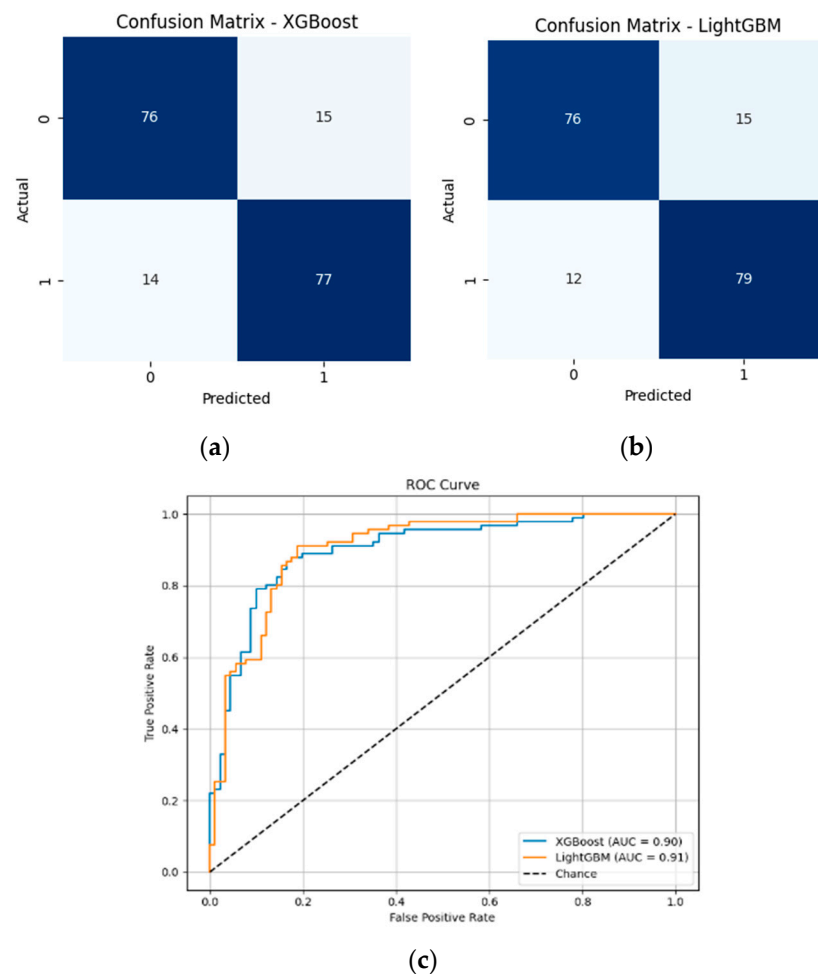 Confusion Matrix - XGBoost
0
76
15
Actual
1
14
77
0
1
Predicted
(a)
Confusion Matrix - LightGBM
0
76
15
Actual
1
12
79
0
1
Predicted
(b)
ROC Curve
1.0
0.8
0.6
0.4
0.2
0.0
True Positive Rate
XGBoost (AUC = 0.90)
LightGBM (AUC = 0.91)
Chance
0.0 0.2 0.4 0.6 0.8 1.0
False Positive Rate
(c)